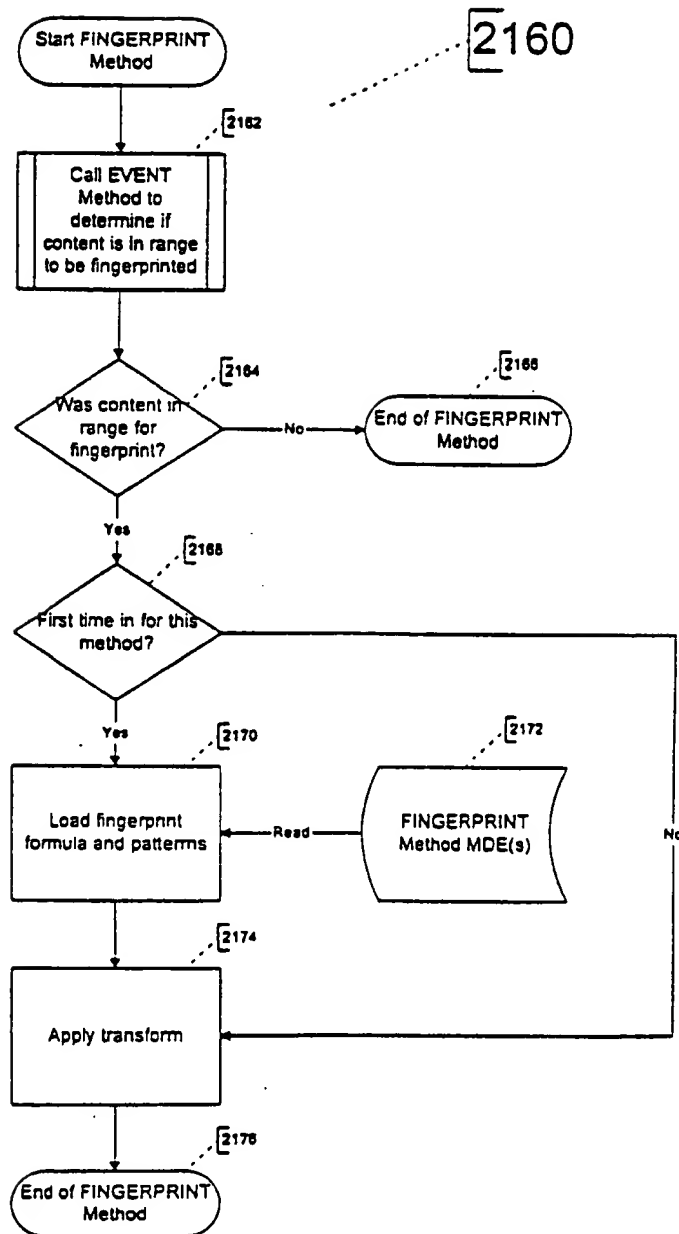 2160
Start FINGERPRINT
Method
2162
Call EVENT
Method to
determine if
content is in range
to be fingerprinted
2164
Was content in
range for
fingerprint?
No
2166
End of FINGERPRINT
Method
Yes
2168
First time in for this
method?
Yes
No
2170
Load fingerprint
formula and patterns
Read
2172
FINGERPRINT
Method MDE(s)
2174
Apply transform
2176
End of FINGERPRINT
Method